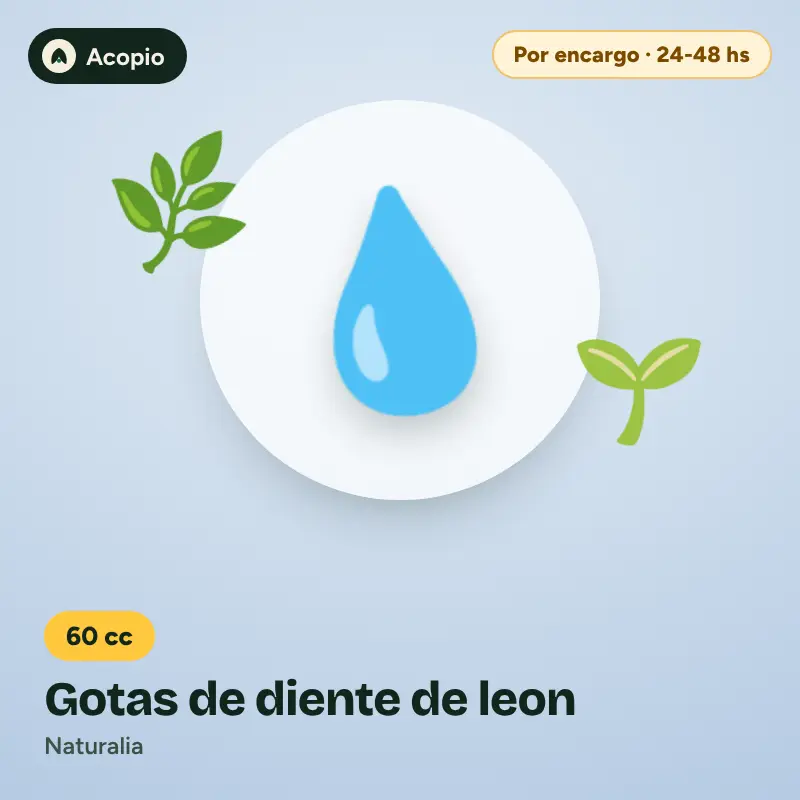 Acopio
Por encargo · 24-48 hs
60 cc
Gotas de diente de leon
Naturalia